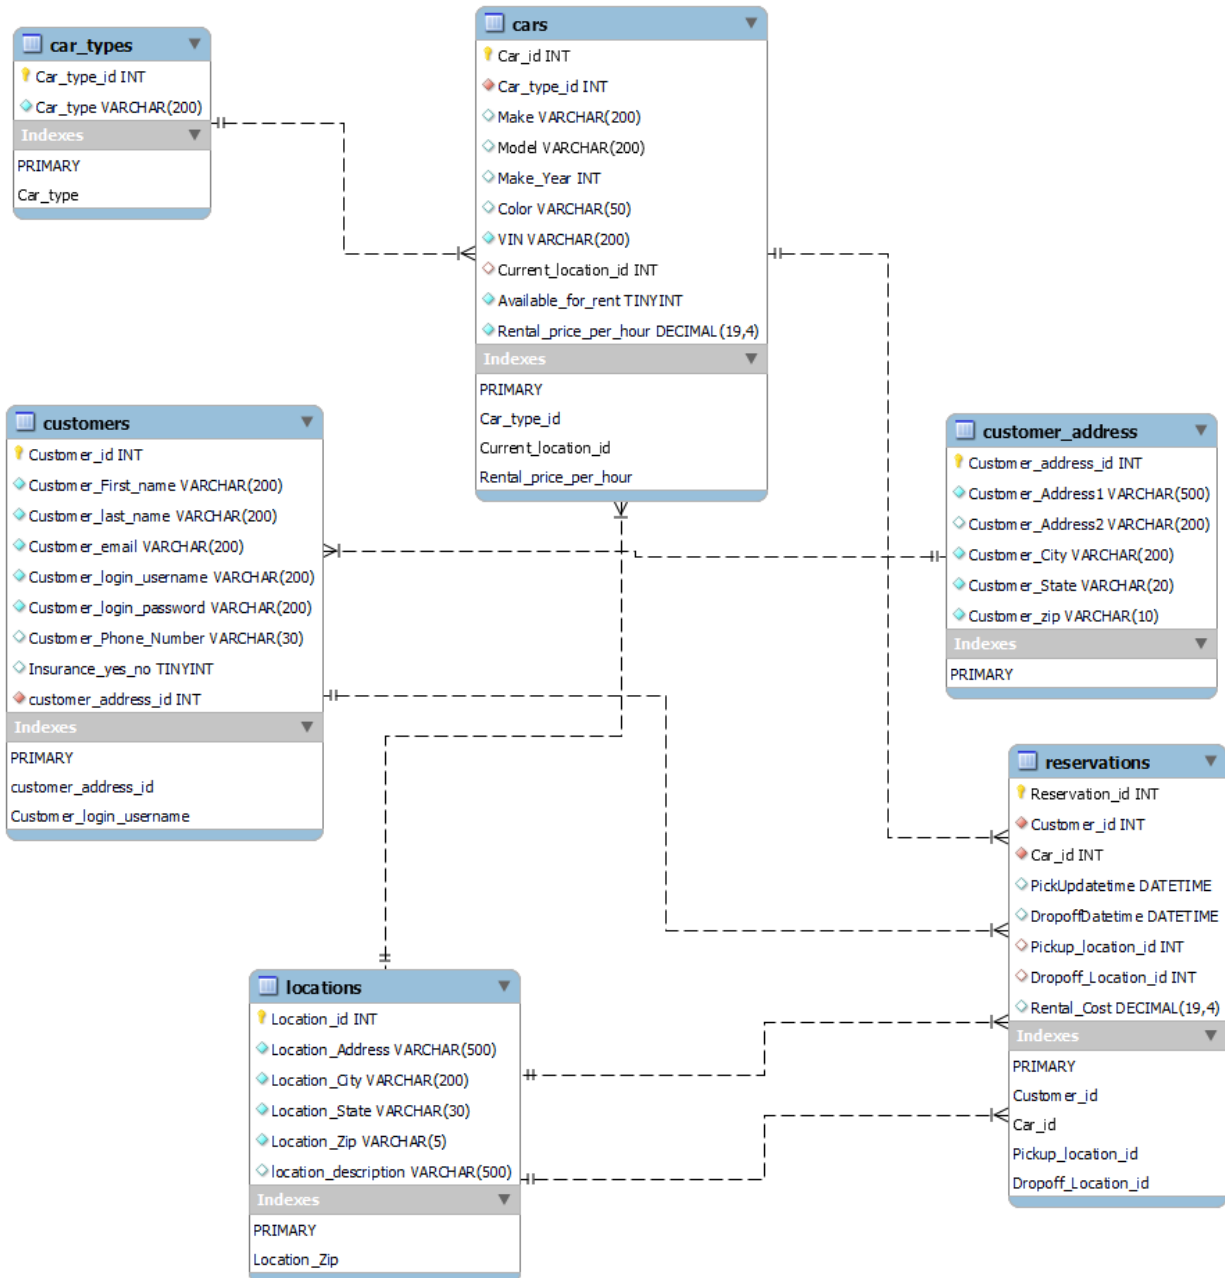 car_types
Car_type_id INT
Car_type VARCHAR(200)
Indexes
PRIMARY
Car_type
cars
Car_id INT
Car_type_id INT
Make VARCHAR(200)
Model VARCHAR(200)
Make_Year INT
Color VARCHAR(50)
VIN VARCHAR(200)
Current_location_id INT
Available_for_rent TINYINT
Rental_price_per_hour DECIMAL(19,4)
Indexes
PRIMARY
Car_type_id
Current_location_id
Rental_price_per_hour
customers
Customer_id INT
Customer_First_name VARCHAR(200)
Customer_last_name VARCHAR(200)
Customer_email VARCHAR(200)
Customer_login_username VARCHAR(200)
Customer_login_password VARCHAR(200)
Customer_Phone_Number VARCHAR(30)
Insurance_yes_no TINYINT
customer_address_id INT
Indexes
PRIMARY
customer_address_id
Customer_login_username
customer_address
Customer_address_id INT
Customer_Address1 VARCHAR(500)
Customer_Address2 VARCHAR(200)
Customer_City VARCHAR(200)
Customer_State VARCHAR(20)
Customer_zip VARCHAR(10)
Indexes
PRIMARY
reservations
Reservation_id INT
Customer_id INT
Car_id INT
PickUpdatetime DATETIME
DropoffDatetime DATETIME
Pickup_location_id INT
Dropoff_Location_id INT
Rental_Cost DECIMAL(19,4)
Indexes
PRIMARY
Customer_id
Car_id
Pickup_location_id
Dropoff_Location_id
locations
Location_id INT
Location_Address VARCHAR(500)
Location_City VARCHAR(200)
Location_State VARCHAR(30)
Location_Zip VARCHAR(5)
location_description VARCHAR(500)
Indexes
PRIMARY
Location_Zip